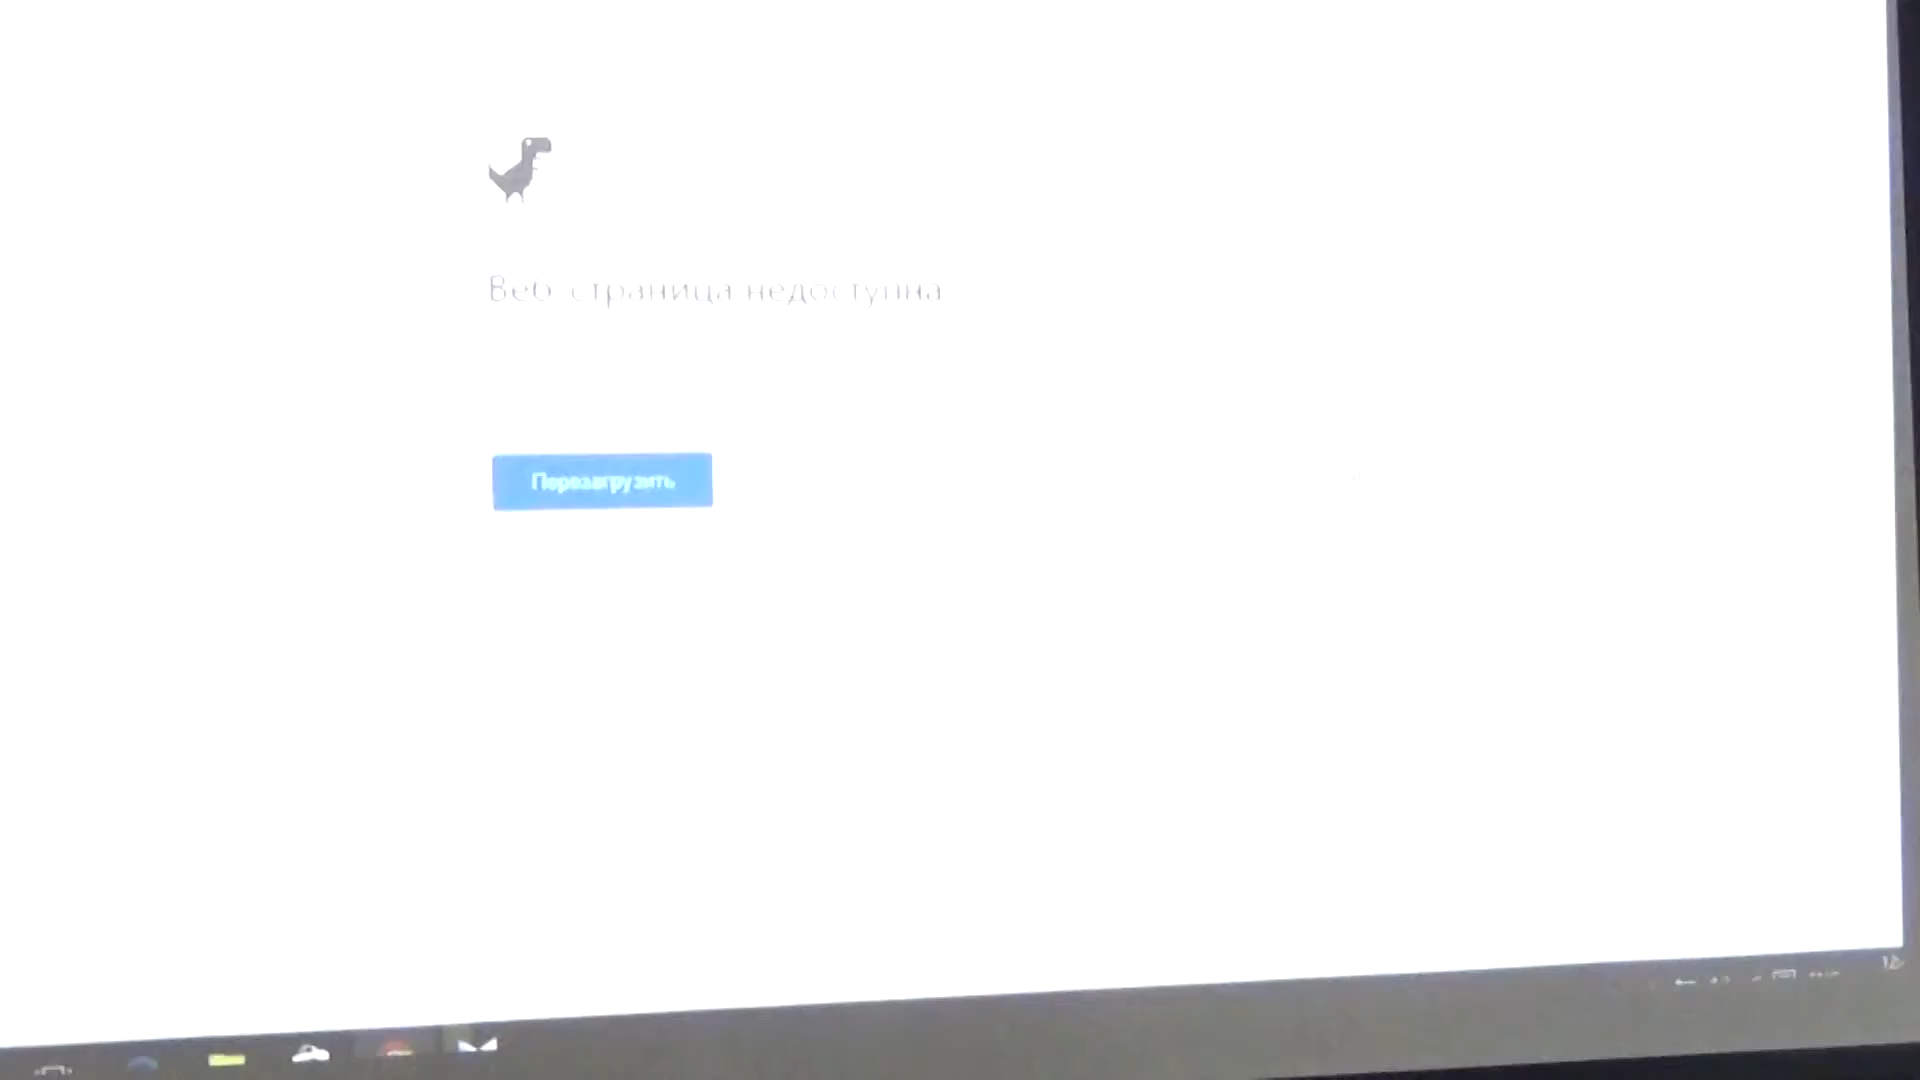 Веб-страница недоступна
Перезагрузить